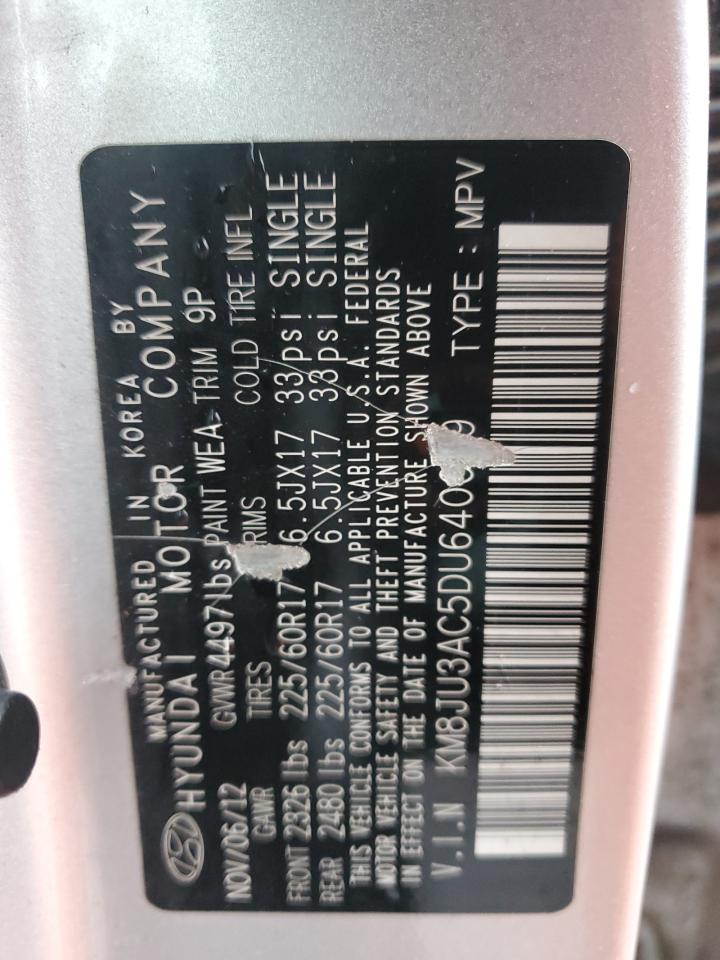 MANUFACTURED IN KOREA BY
HYUNDAI MOTOR COMPANY
NOV/06/12 GVWR 4497 lbs PAINT WEA TRIM 9P
GAWR TIRES RIMS COLD TIRE INFL
FRONT 2326 lbs 225/60R17 6.5JX17 33psi SINGLE
REAR 2480 lbs 225/60R17 6.5JX17 33psi SINGLE
THIS VEHICLE CONFORMS TO ALL APPLICABLE U.S.A. FEDERAL
MOTOR VEHICLE SAFETY AND THEFT PREVENTION STANDARDS
IN EFFECT ON THE DATE OF MANUFACTURE SHOWN ABOVE
V.I.N TYPE : MPV